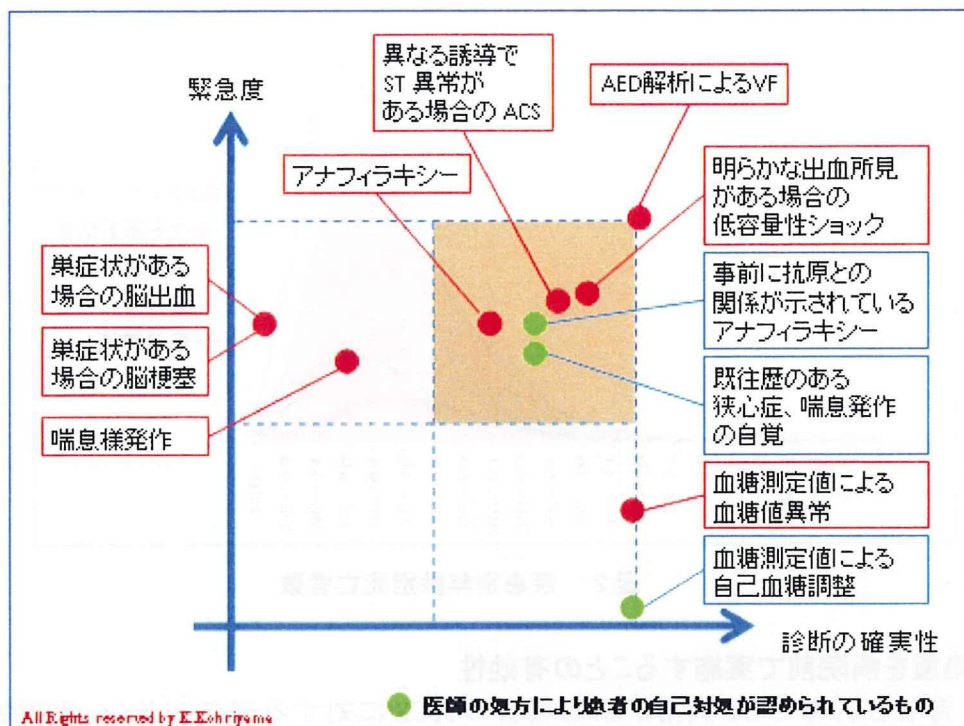 緊急度
異なる誘導で
ST 異常が
ある場合の ACS
AED解析によるVF
アナフィラキシー
明らかな出血所見
がある場合の
低容量性ショック
巣症状がある
場合の脳出血
事前に抗原との
関係が示されている
アナフィラキシー
巣症状がある
場合の脳梗塞
既往歴のある
狭心症、喘息発作
の自覚
喘息様発作
血糖測定値による
血糖値異常
血糖測定値による
自己血糖調整
診断の確実性
医師の処方により患者の自己対処が認められているもの
All Rights reserved by K.Kohriyama